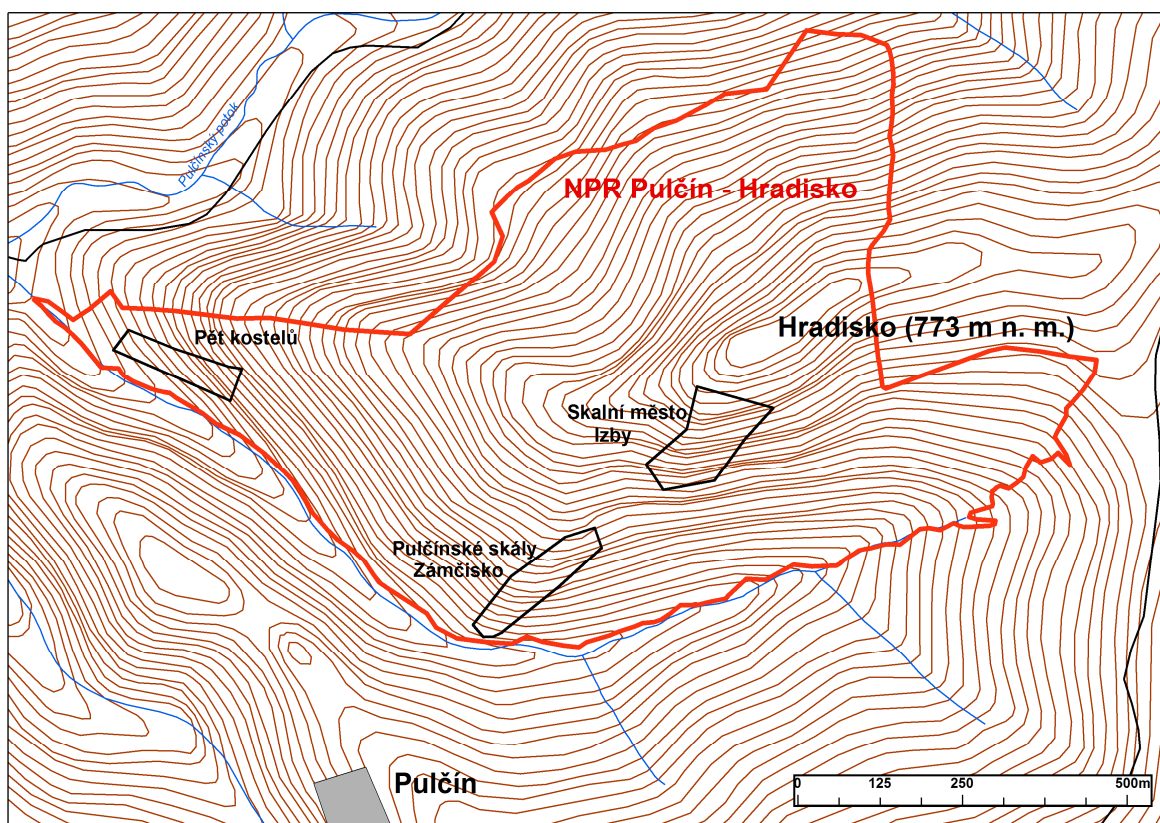 Pulčínský potok
NPR Pulčín - Hradisko
Hradisko (773 m n. m.)
Pět kostelů
Skalní město
Izby
Pulčínské skály
Zámčisko
Pulčín
0 125 250 500m